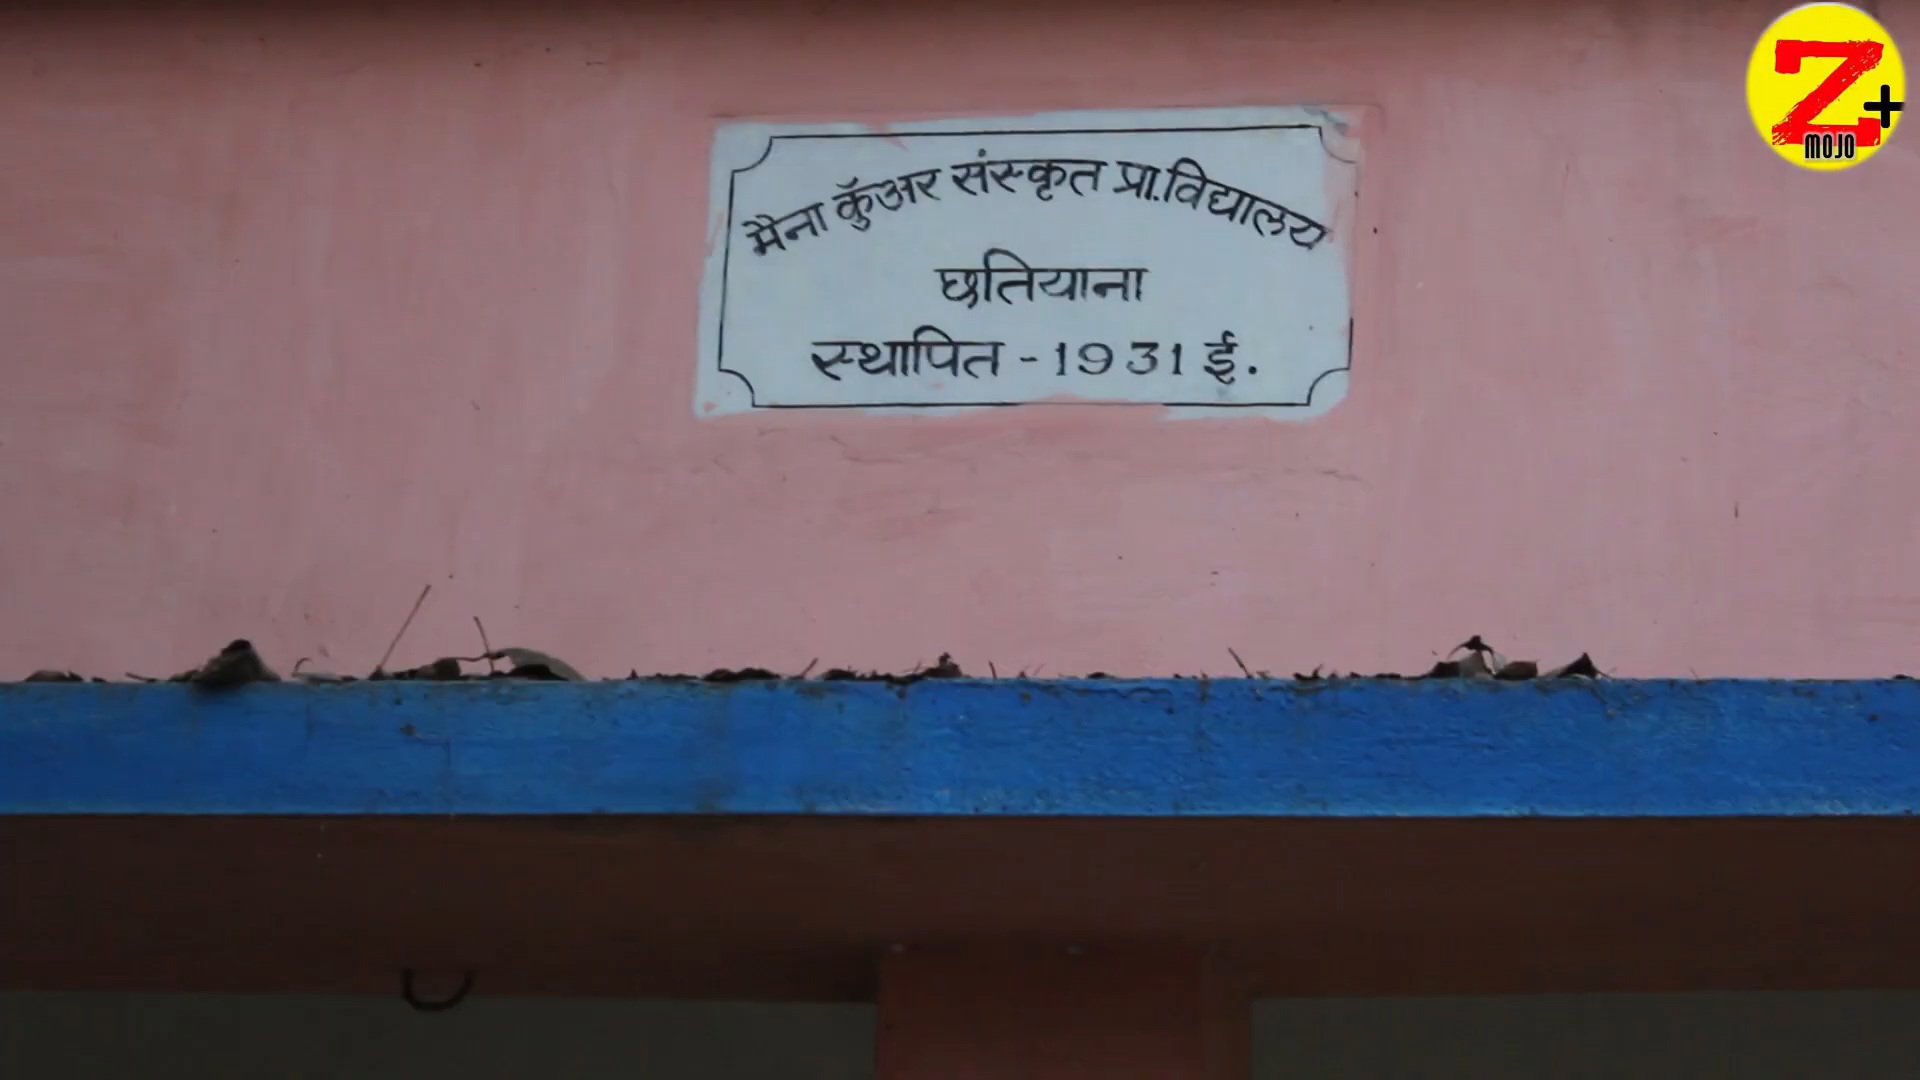 मैना कुँअर संस्कृत प्रा.विद्यालय
छतियाना
स्थापित - 1931 ई.
Z+
MOJO